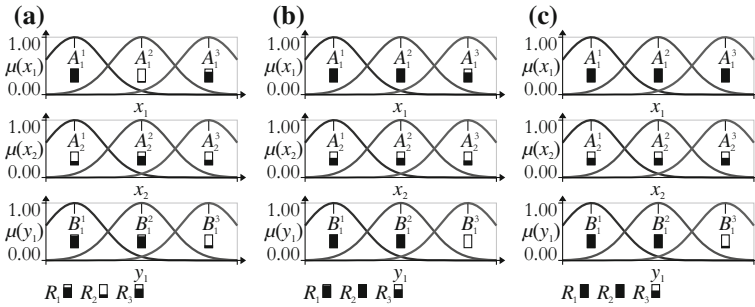 (a) (b) (c)
1.00 A₁¹ A₁² A₁³ 1.00 A₁¹ A₁² A₁³ 1.00 A₁¹ A₁² A₁³
μ(x₁) μ(x₁) μ(x₁)
0.00 0.00 0.00
x₁ x₁ x₁
1.00 A₂¹ A₂² A₂³ 1.00 A₂¹ A₂² A₂³ 1.00 A₂¹ A₂² A₂³
μ(x₂) μ(x₂) μ(x₂)
0.00 0.00 0.00
x₂ x₂ x₂
1.00 B₁¹ B₁² B₁³ 1.00 B₁¹ B₁² B₁³ 1.00 B₁¹ B₁² B₁³
μ(y₁) μ(y₁) μ(y₁)
0.00 0.00 0.00
y₁ y₁ y₁
R₁ R₂ R₃ R₁ R₂ R₃ R₁ R₂ R₃